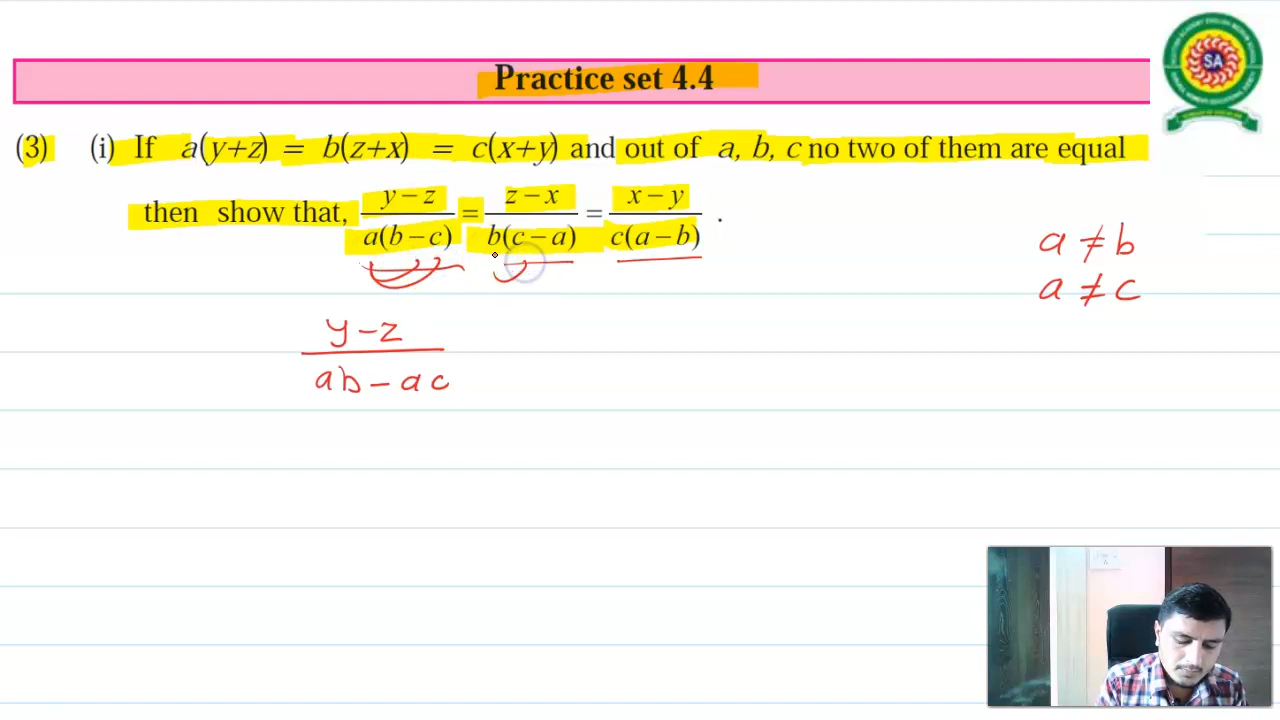 Practice set 4.4
SA
(3) (i) If a(y+z) = b(z+x) = c(x+y) and out of a, b, c no two of them are equal
then show that, (y – z)/(a(b – c)) = (z – x)/(b(c – a)) = (x – y)/(c(a – b)) .
a ≠ b
a ≠ c
y – z
ab – ac